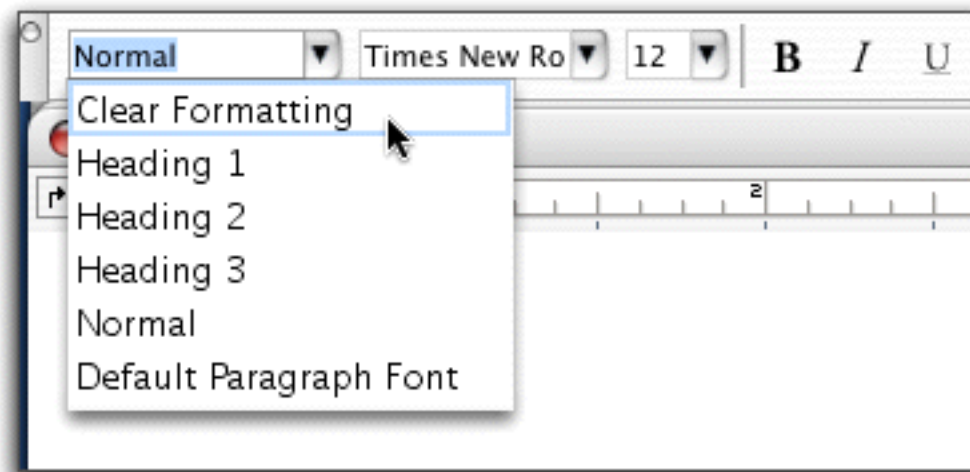 Normal Times New Ro 12 B I U
Clear Formatting
Heading 1
2
Heading 2
Heading 3
Normal
Default Paragraph Font